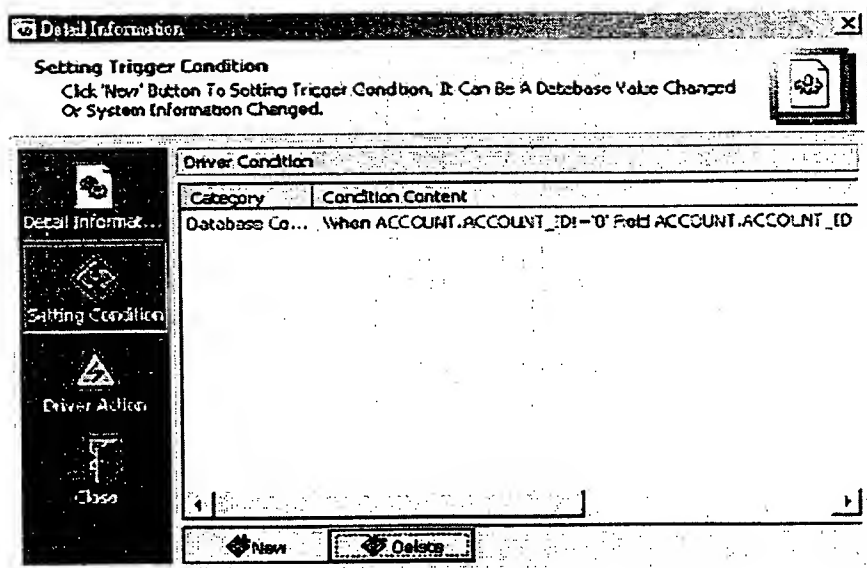 Detail Information
Setting Trigger Condition
Click 'New' Button To Setting Trigger Condition, It Can Be A Database Value Changed
Or System Information Changed.
Driver Condition
Category Condition Content
Database Co... When ACCOUNT.ACCOUNT_ID!='0' Field ACCOUNT.ACCOUNT_ID
Detail Informat...
Setting Condition
Driver Action
Close
New Delete